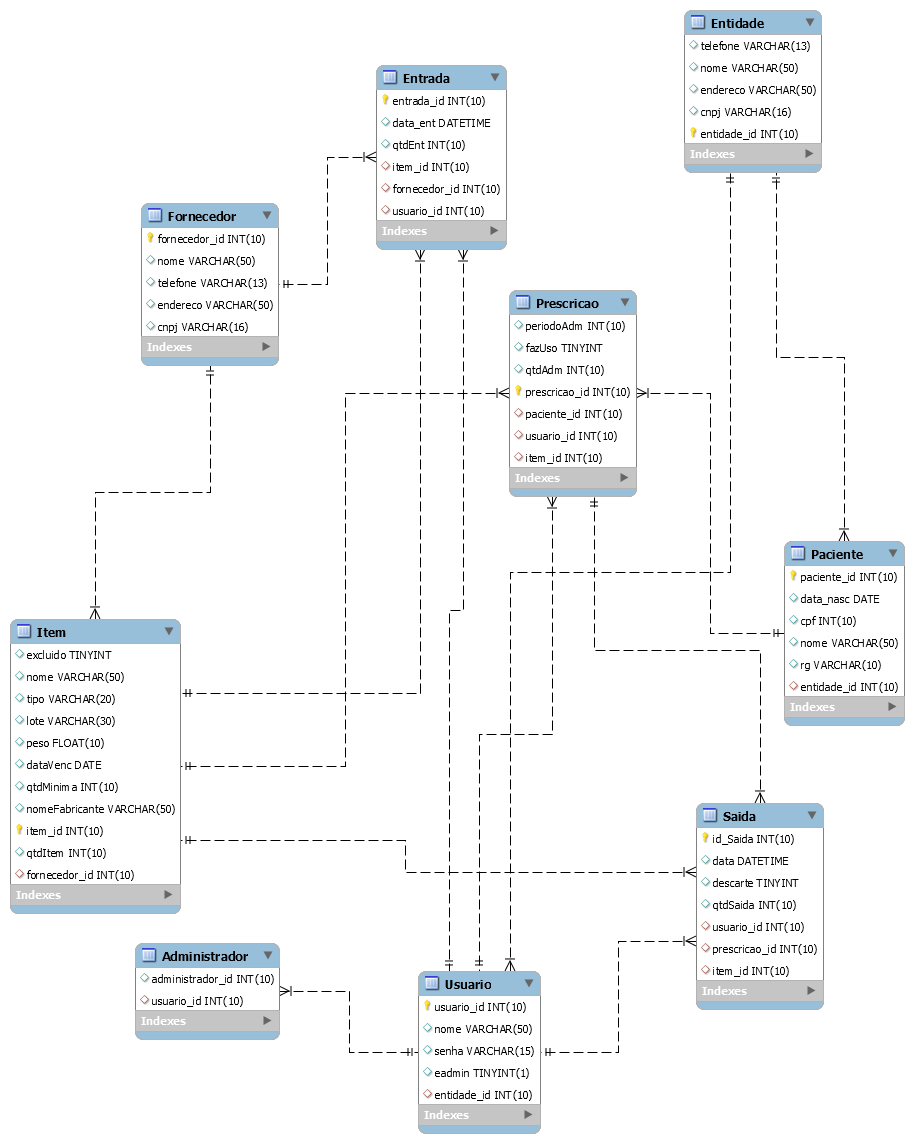 Entidade
telefone VARCHAR(13)
nome VARCHAR(50)
endereco VARCHAR(50)
cnpj VARCHAR(16)
entidade_id INT(10)
Indexes
Entrada
entrada_id INT(10)
data_ent DATETIME
qtdEnt INT(10)
item_id INT(10)
fornecedor_id INT(10)
usuario_id INT(10)
Indexes
Fornecedor
fornecedor_id INT(10)
nome VARCHAR(50)
telefone VARCHAR(13)
endereco VARCHAR(50)
cnpj VARCHAR(16)
Indexes
Prescricao
periodoAdm INT(10)
fazUso TINYINT
qtdAdm INT(10)
prescricao_id INT(10)
paciente_id INT(10)
usuario_id INT(10)
item_id INT(10)
Indexes
Paciente
paciente_id INT(10)
data_nasc DATE
cpf INT(10)
nome VARCHAR(50)
rg VARCHAR(10)
entidade_id INT(10)
Indexes
Item
excluido TINYINT
nome VARCHAR(50)
tipo VARCHAR(20)
lote VARCHAR(30)
peso FLOAT(10)
dataVenc DATE
qtdMinima INT(10)
nomeFabricante VARCHAR(50)
item_id INT(10)
qtdItem INT(10)
fornecedor_id INT(10)
Indexes
Saida
id_Saida INT(10)
data DATETIME
descarte TINYINT
qtdSaida INT(10)
usuario_id INT(10)
prescricao_id INT(10)
item_id INT(10)
Indexes
Administrador
administrador_id INT(10)
usuario_id INT(10)
Indexes
Usuario
usuario_id INT(10)
nome VARCHAR(50)
senha VARCHAR(15)
eadmin TINYINT(1)
entidade_id INT(10)
Indexes